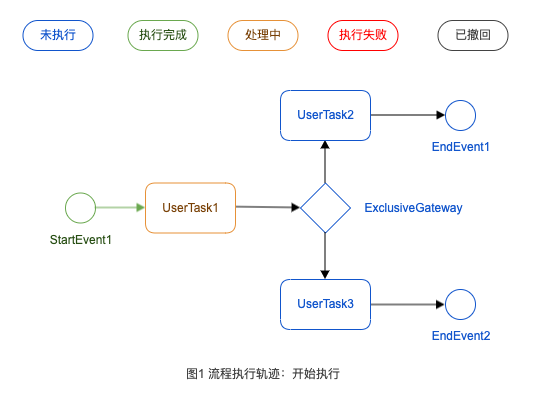 未执行
执行完成
处理中
执行失败
已撤回
UserTask2
EndEvent1
UserTask1
ExclusiveGateway
StartEvent1
UserTask3
EndEvent2
图1 流程执行轨迹：开始执行